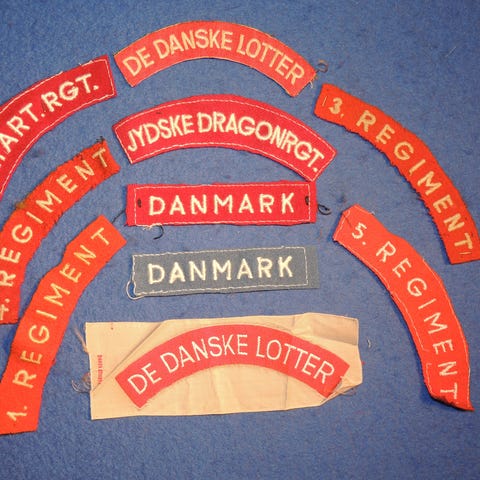 DE DANSKE LOTTER
ART. RGT.
JYDSKE DRAGONRGT.
3. REGIMENT
4. REGIMENT
DANMARK
5. REGIMENT
1. REGIMENT
DANMARK
DE DANSKE LOTTER